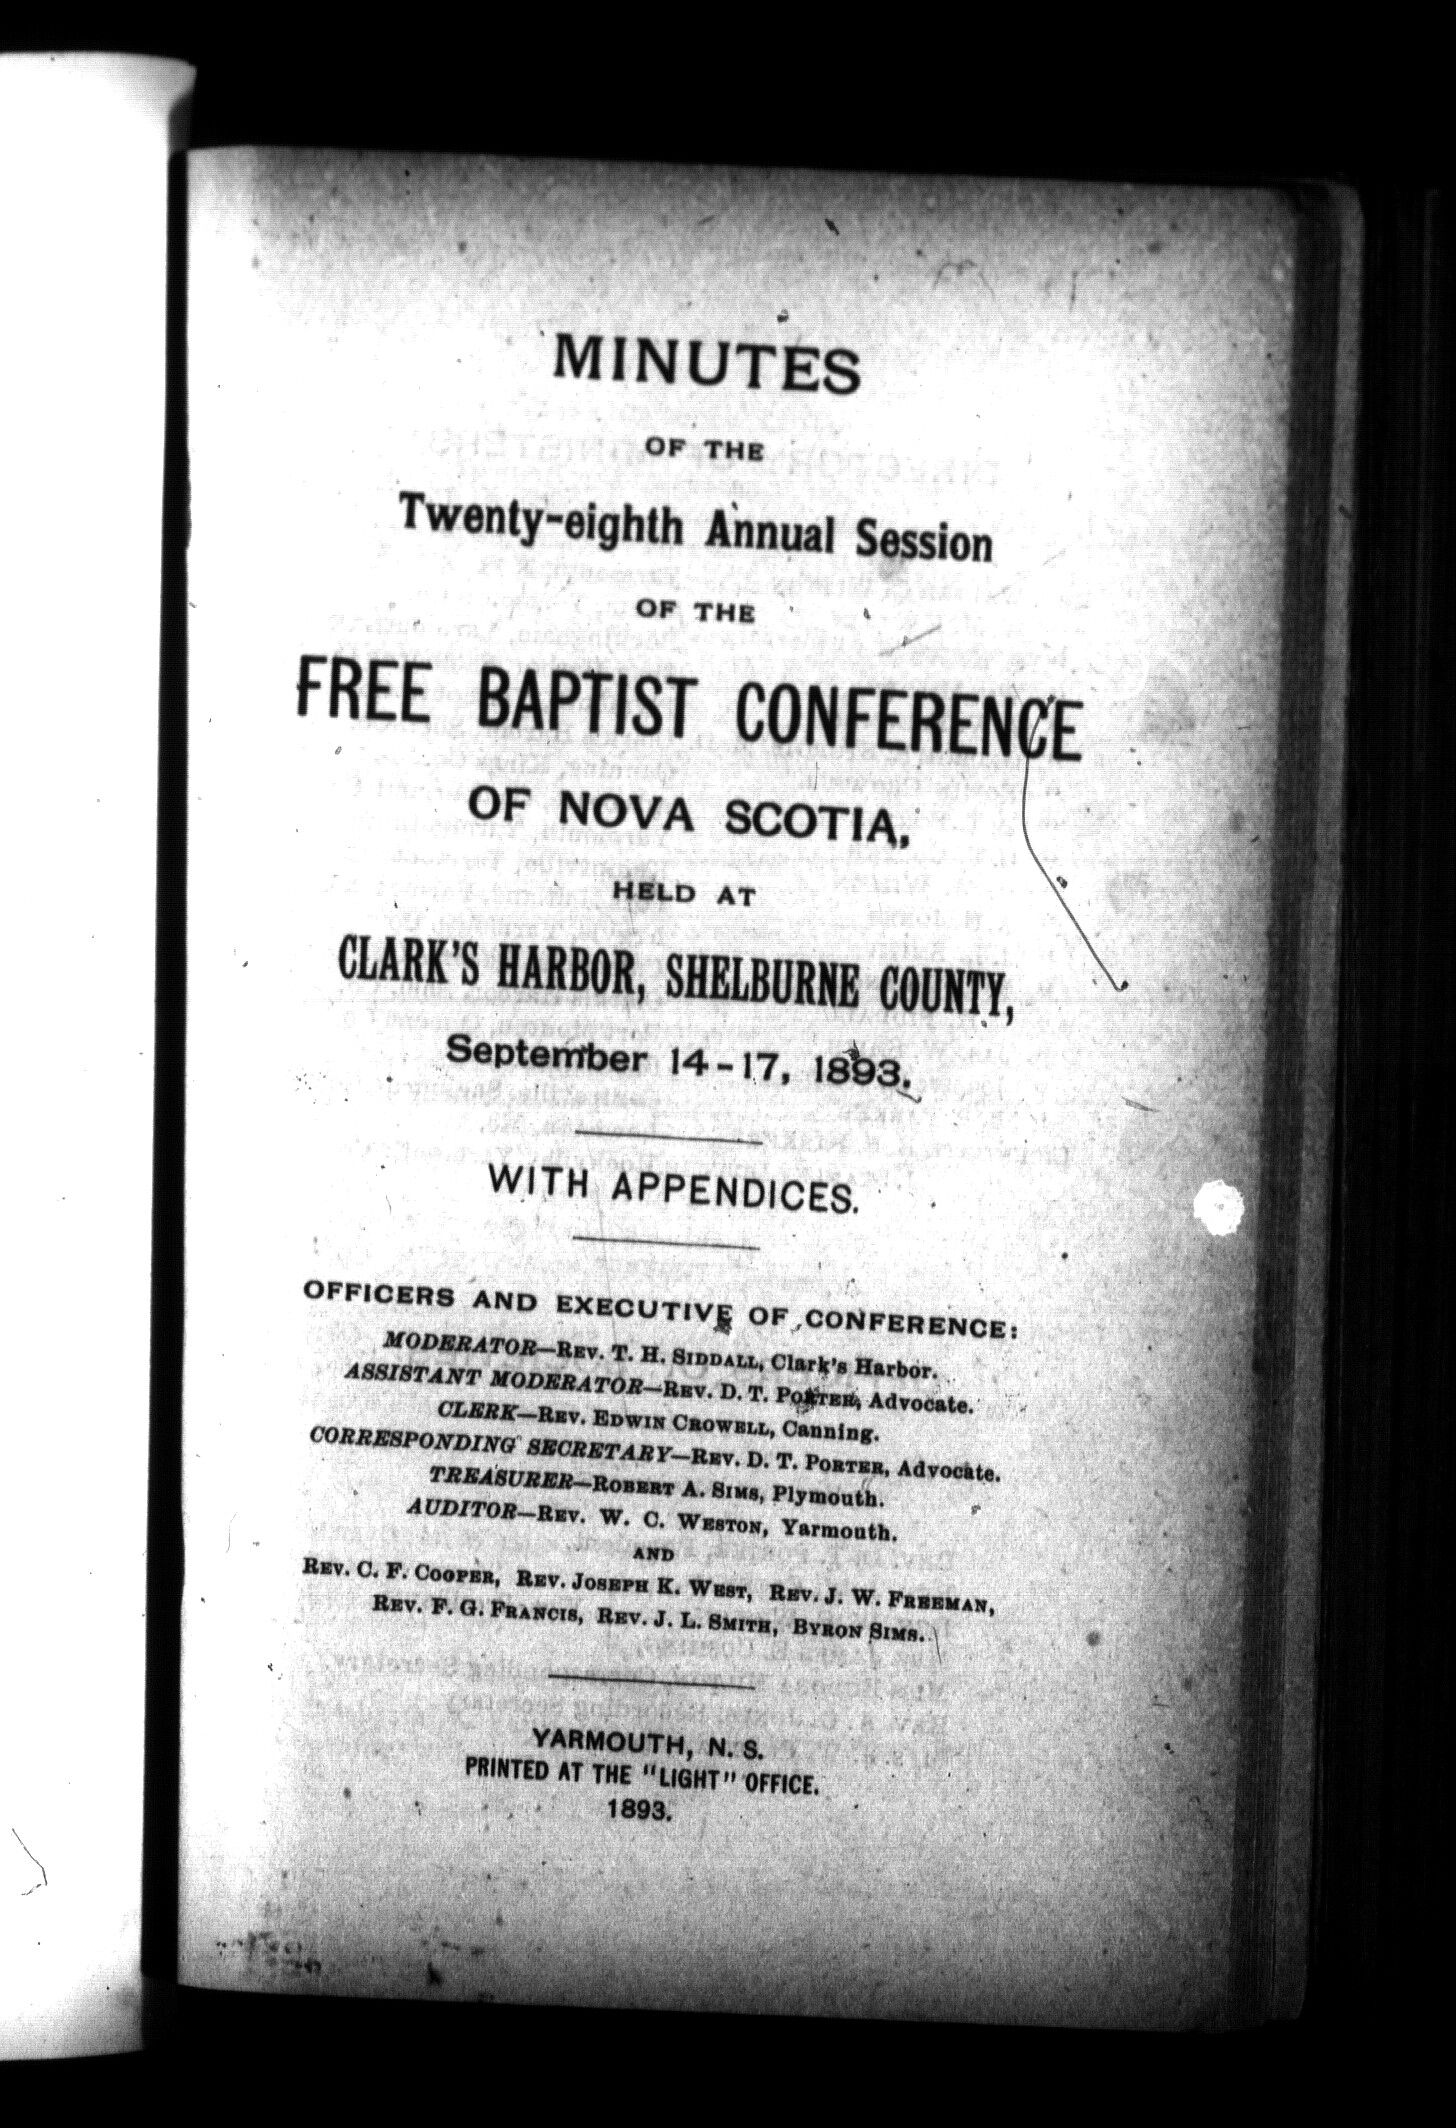 MINUTES
OF THE
Twenty-eighth Annual Session
OF THE
FREE BAPTIST CONFERENCE
OF NOVA SCOTIA,
HELD AT
CLARK'S HARBOR, SHELBURNE COUNTY,
September 14-17, 1893.
WITH APPENDICES.
OFFICERS AND EXECUTIVE OF CONFERENCE:
MODERATOR—REV. T. H. SIDDALL, Clark's Harbor.
ASSISTANT MODERATOR—REV. D. T. PORTER, Advocate.
CLERK—REV. EDWIN CROWELL, Canning.
CORRESPONDING SECRETARY—REV. D. T. PORTER, Advocate.
TREASURER—ROBERT A. SIMS, Plymouth.
AUDITOR—REV. W. C. WESTON, Yarmouth.
AND
REV. C. F. COOPER, REV. JOSEPH K. WEST, REV. J. W. FREEMAN,
REV. F. G. FRANCIS, REV. J. L. SMITH, BYRON SIMS.
YARMOUTH, N. S.
PRINTED AT THE "LIGHT" OFFICE.
1893.